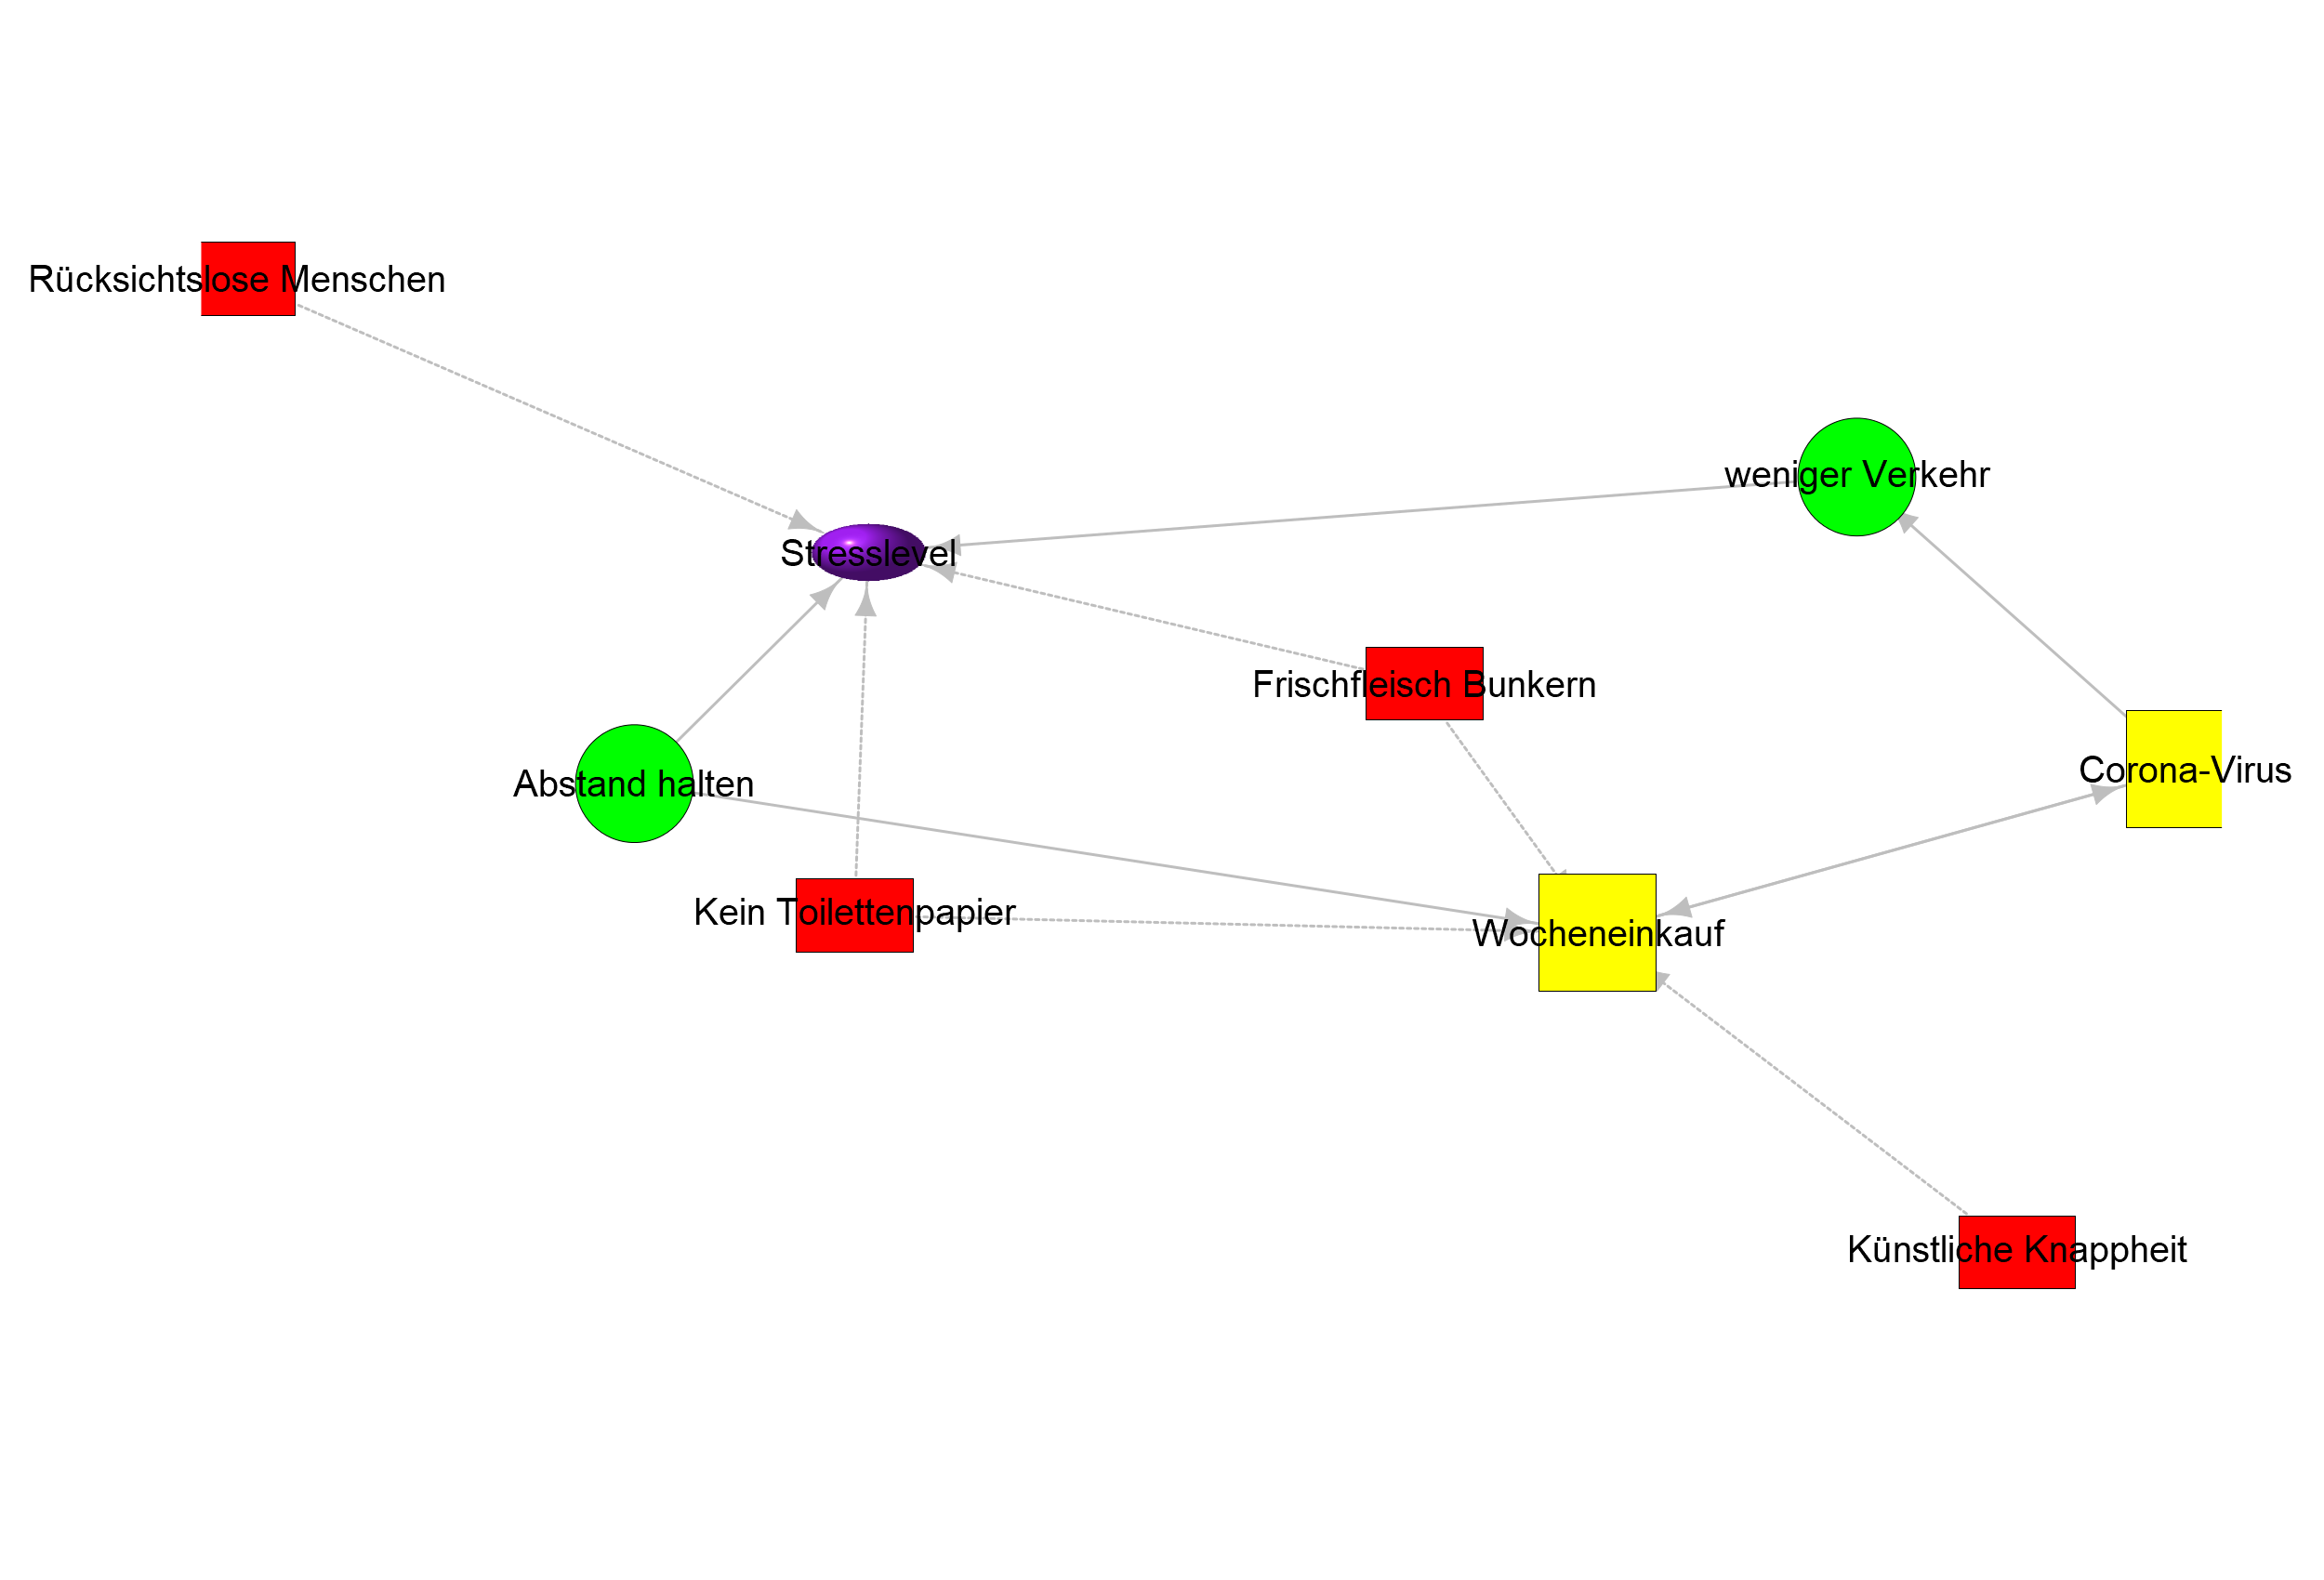 Rücksichtslose Menschen
weniger Verkehr
Stresslevel
Frischfleisch Bunkern
Corona-Virus
Abstand halten
Kein Toilettenpapier
Wocheneinkauf
Künstliche Knappheit